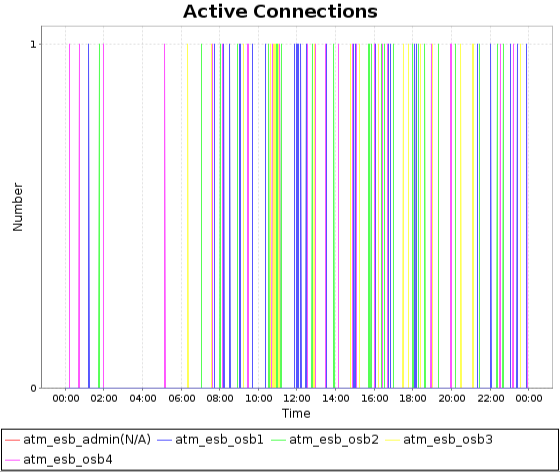 Active Connections
1
Number
0
00:00 02:00 04:00 06:00 08:00 10:00 12:00 14:00 16:00 18:00 20:00 22:00 00:00
Time
atm_esb_admin(N/A) atm_esb_osb1 atm_esb_osb2 atm_esb_osb3
atm_esb_osb4